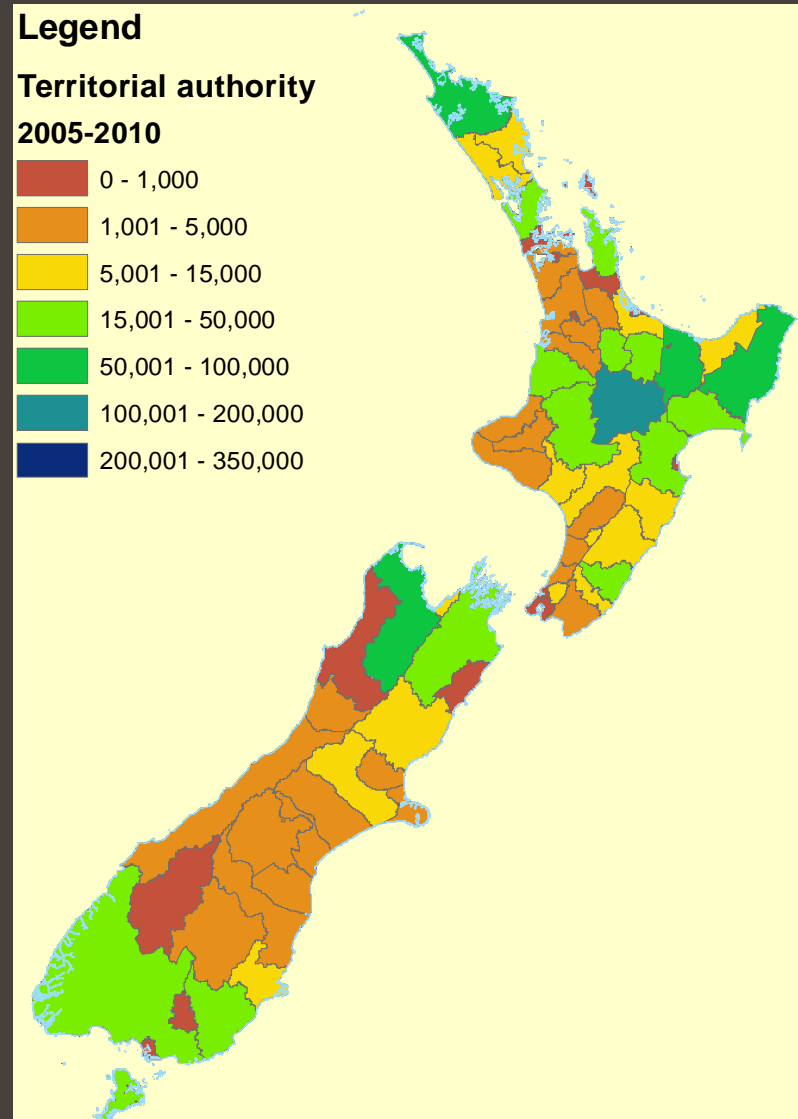 Legend
Territorial authority
2005-2010
0 - 1,000
1,001 - 5,000
5,001 - 15,000
15,001 - 50,000
50,001 - 100,000
100,001 - 200,000
200,001 - 350,000